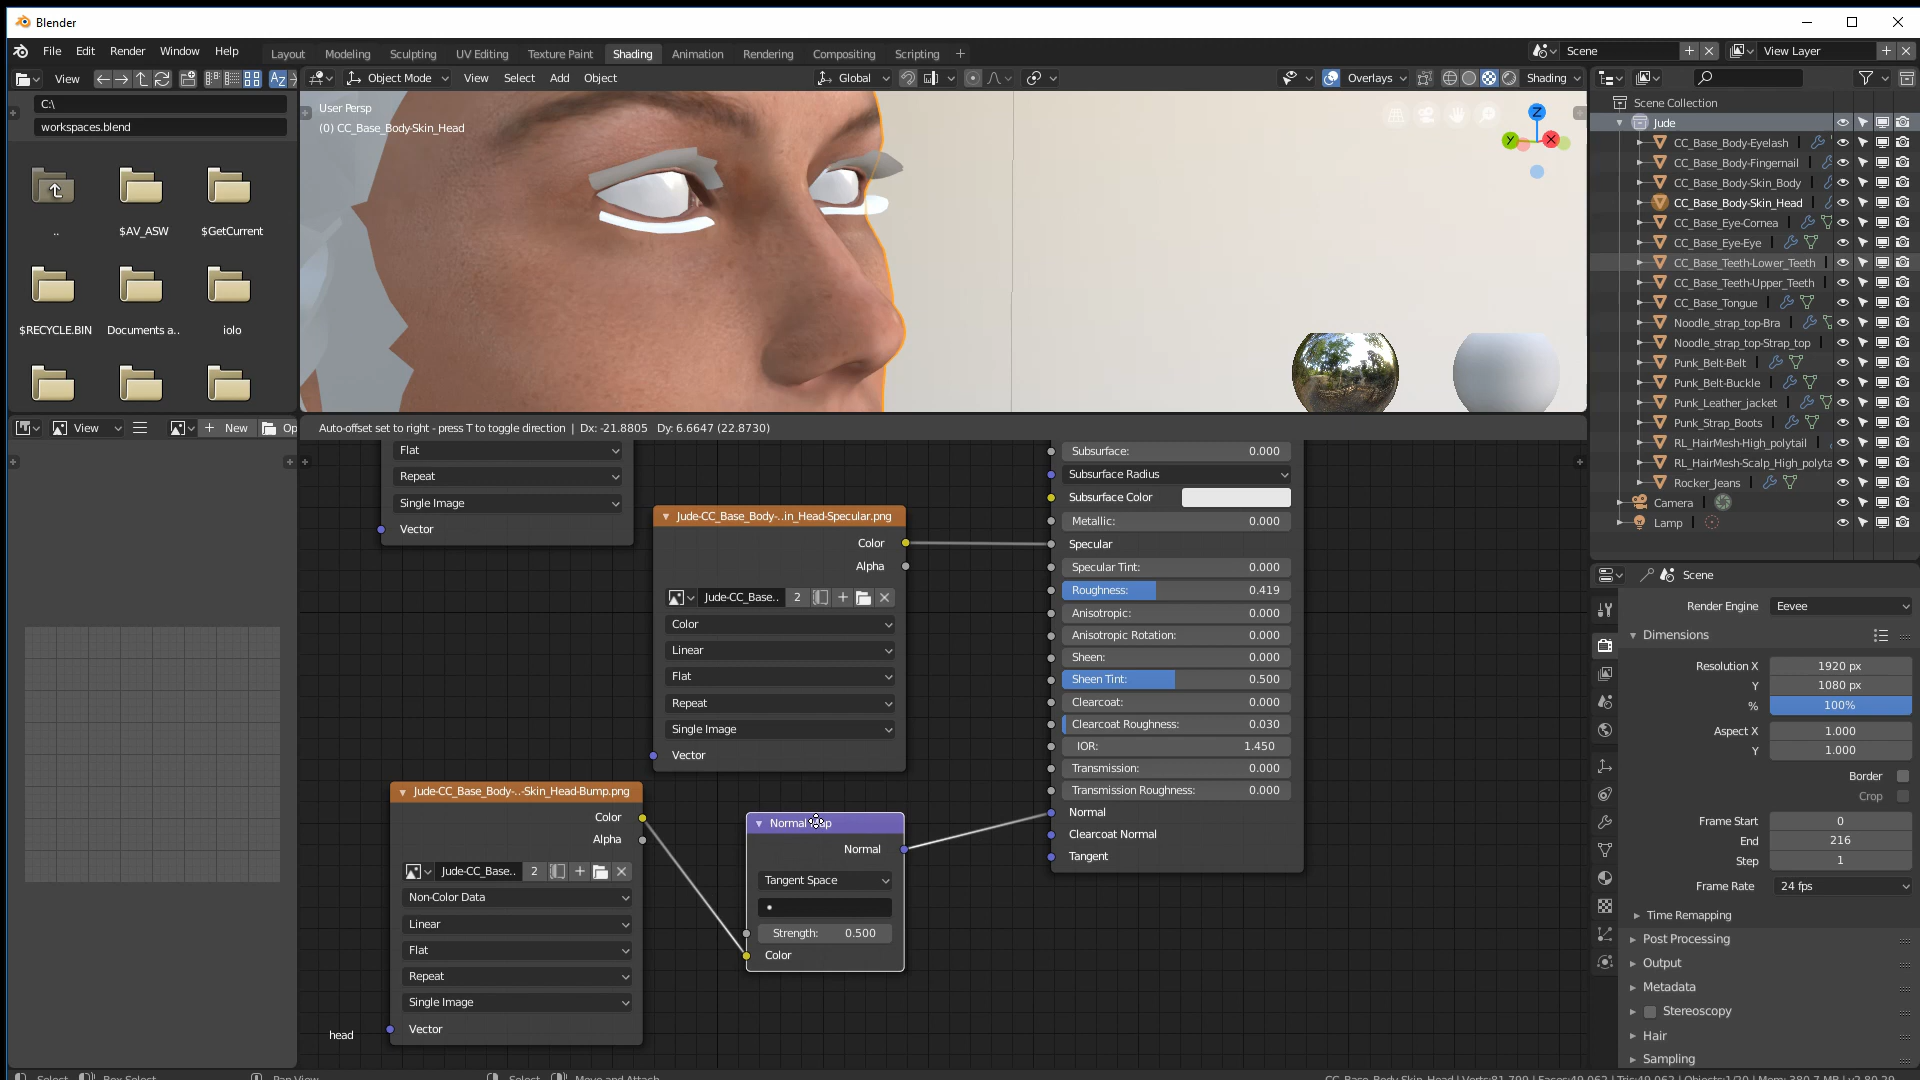 Blender
File Edit Render Window Help
Layout Modeling Sculpting UV Editing Texture Paint Shading Animation Rendering Compositing Scripting +
Scene
View Layer
View
Object Mode View Select Add Object
Global
Overlays
Shading
C:\
workspaces.blend
..
$AV_ASW
$GetCurrent
$RECYCLE.BIN
Documents a..
iolo
User Persp
(0) CC_Base_Body-Skin_Head
Z
Y
X
Scene Collection
Jude
CC_Base_Body-Eyelash
CC_Base_Body-Fingernail
CC_Base_Body-Skin_Body
CC_Base_Body-Skin_Head
CC_Base_Eye-Cornea
CC_Base_Eye-Eye
CC_Base_Teeth-Lower_Teeth
CC_Base_Teeth-Upper_Teeth
CC_Base_Tongue
Noodle_strap_top-Bra
Noodle_strap_top-Strap_top
Punk_Belt-Belt
Punk_Belt-Buckle
Punk_Leather_jacket
Punk_Strap_Boots
RL_HairMesh-High_polytail
RL_HairMesh-Scalp_High_polyta
Rocker_Jeans
Camera
Lamp
View
New
Op
Auto-offset set to right - press T to toggle direction | Dx: -21.8805 Dy: 6.6647 (22.8730)
Flat
Repeat
Single Image
Vector
Jude-CC_Base_Body-..in_Head-Specular.png
Color
Alpha
Jude-CC_Base.. 2
Color
Linear
Flat
Repeat
Single Image
Vector
Jude-CC_Base_Body-..-Skin_Head-Bump.png
Color
Alpha
Jude-CC_Base.. 2
Non-Color Data
Linear
Flat
Repeat
Single Image
Vector
head
Normal
Normal
Tangent Space
Strength: 0.500
Color
Subsurface: 0.000
Subsurface Radius
Subsurface Color
Metallic: 0.000
Specular
Specular Tint: 0.000
Roughness: 0.419
Anisotropic: 0.000
Anisotropic Rotation: 0.000
Sheen: 0.000
Sheen Tint: 0.500
Clearcoat: 0.000
Clearcoat Roughness: 0.030
IOR: 1.450
Transmission: 0.000
Transmission Roughness: 0.000
Normal
Clearcoat Normal
Tangent
Scene
Render Engine Eevee
Dimensions
Resolution X 1920 px
Y 1080 px
% 100%
Aspect X 1.000
Y 1.000
Border
Crop
Frame Start 0
End 216
Step 1
Frame Rate 24 fps
Time Remapping
Post Processing
Output
Metadata
Stereoscopy
Hair
Sampling